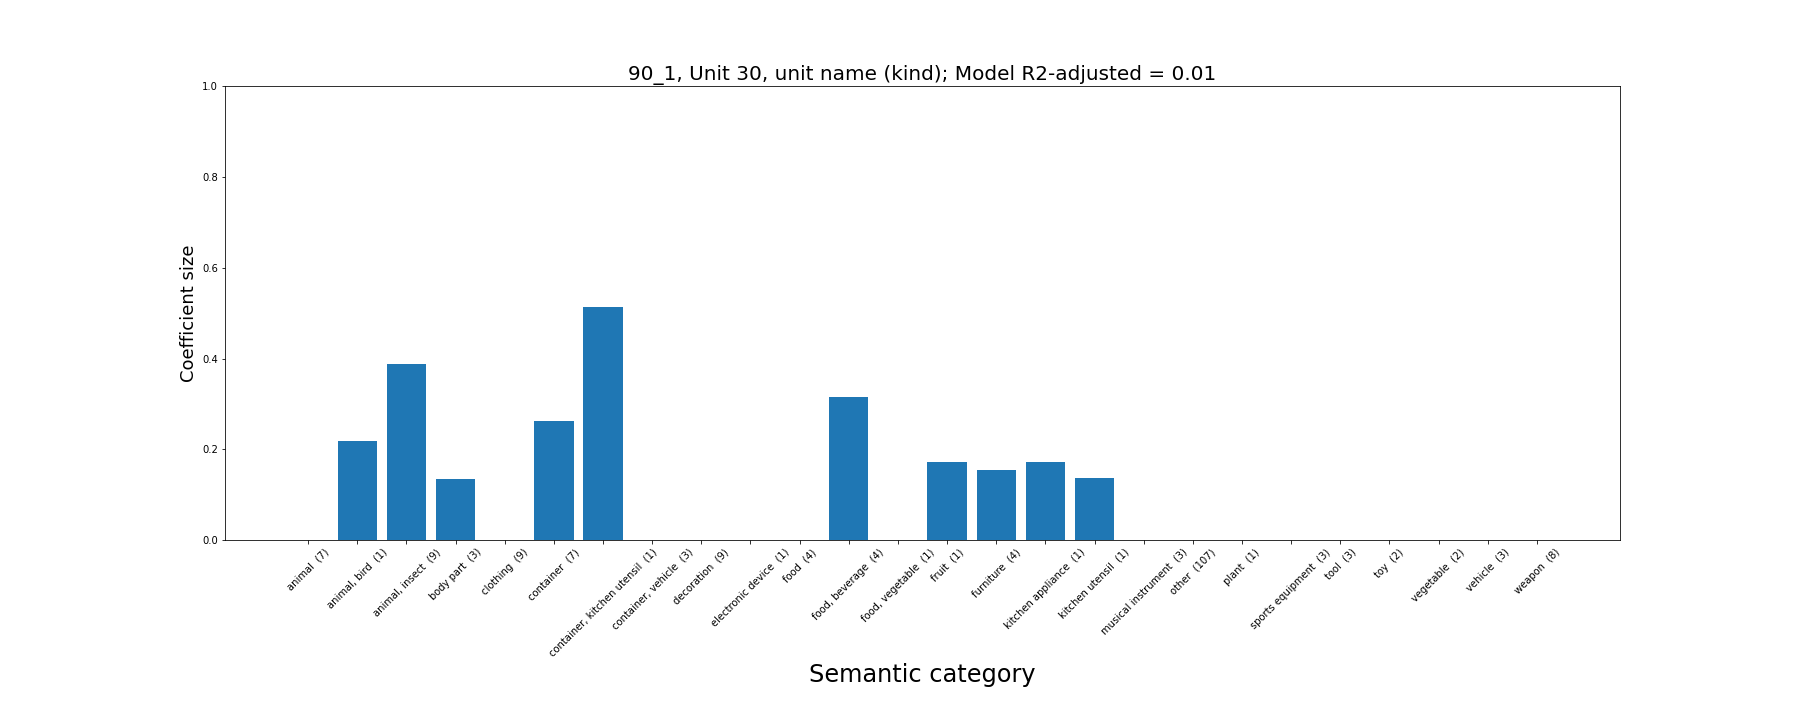 90_1, Unit 30, unit name (kind); Model R2-adjusted = 0.01
1.0
0.8
0.6
0.4
0.2
0.0
Coefficient size
animal (7)
animal, bird (1)
animal, insect (9)
body part (3)
clothing (9)
container (7)
container, kitchen utensil (1)
container, vehicle (3)
decoration (9)
electronic device (1)
food (4)
food, beverage (4)
food, vegetable (1)
fruit (1)
furniture (4)
kitchen appliance (1)
kitchen utensil (1)
musical instrument (3)
other (107)
plant (1)
sports equipment (3)
tool (3)
toy (2)
vegetable (2)
vehicle (3)
weapon (8)
Semantic category